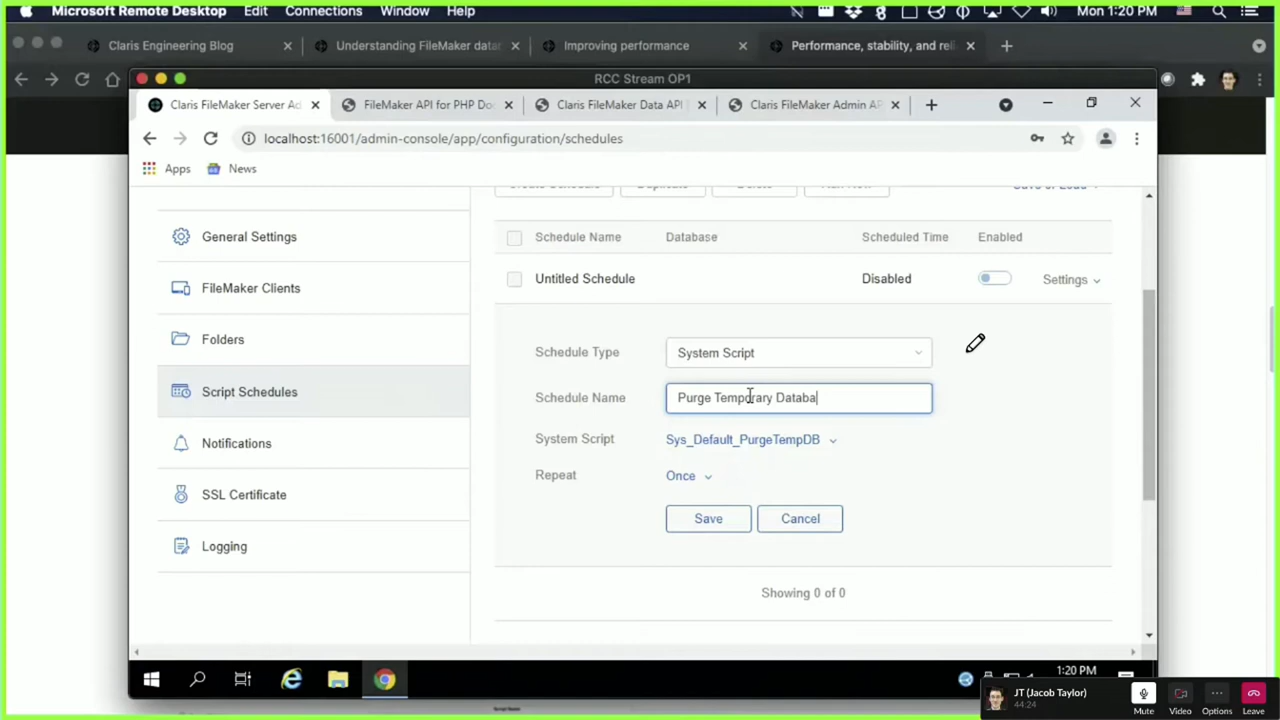 Microsoft Remote Desktop Edit Connections Window Help Mon 1:20 PM
Claris Engineering Blog Understanding FileMaker data Improving performance Performance, stability, and reli
RCC Stream OP1
Claris FileMaker Server Ad FileMaker API for PHP Do Claris FileMaker Data API Claris FileMaker Admin AP
localhost:16001/admin-console/app/configuration/schedules
Apps News
General Settings
FileMaker Clients
Folders
Script Schedules
Notifications
SSL Certificate
Logging
Schedule Name Database Scheduled Time Enabled
Untitled Schedule Disabled Settings
Schedule Type System Script
Schedule Name Purge Temporary Databa
System Script Sys_Default_PurgeTempDB
Repeat Once
Save Cancel
Showing 0 of 0
1:20 PM
JT (Jacob Taylor)
44:24
Mute Video Options Leave